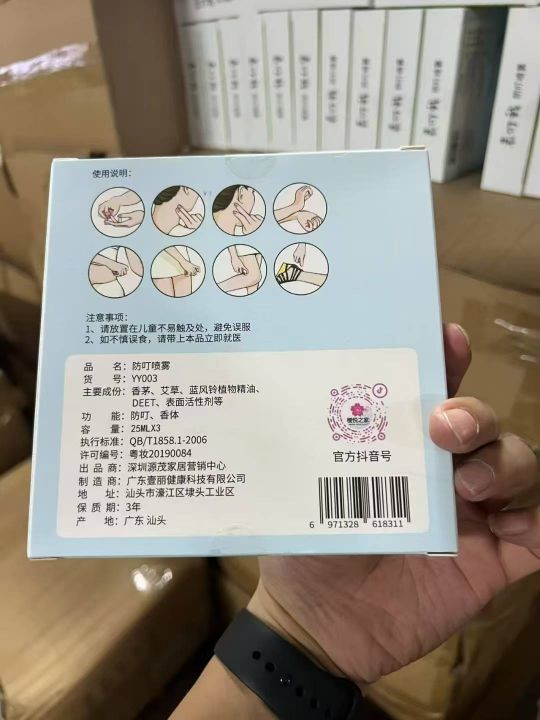 使用说明：
注意事项：
1、请放置在儿童不易触及处，避免误服
2、如不慎误食，请带上本品立即就医
品 名：防叮喷雾
货 号：YY003
主要成份：香茅、艾草、蓝风铃植物精油、
DEET、表面活性剂等
功 能：防叮、香体
容 量：25MLX3
执行标准：QB/T1858.1-2006
许可编号：粤妆20190084
出 品 商：深圳源茂家居营销中心
制 造 商：广东壹丽健康科技有限公司
地 址：汕头市濠江区埭头工业区
保 质 期：3年
产 地：广东 汕头
官方抖音号
6 971328 618311